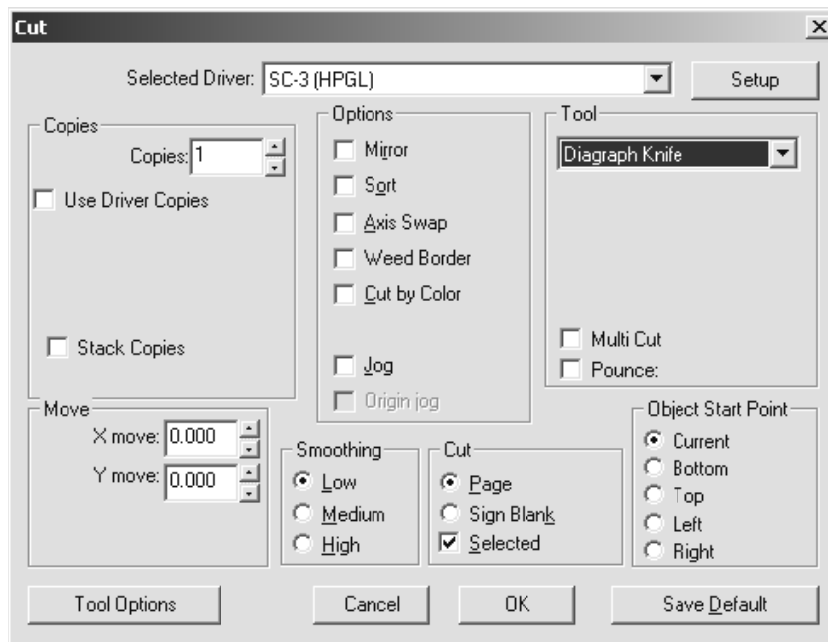 Cut
Selected Driver: SC-3 (HPGL)
Setup
Copies
Copies: 1
Use Driver Copies
Stack Copies
Options
Mirror
Sort
Axis Swap
Weed Border
Cut by Color
Jog
Origin jog
Tool
Diagraph Knife
Multi Cut
Pounce:
Move
X move: 0.000
Y move: 0.000
Smoothing
Low
Medium
High
Cut
Page
Sign Blank
Selected
Object Start Point
Current
Bottom
Top
Left
Right
Tool Options
Cancel
OK
Save Default